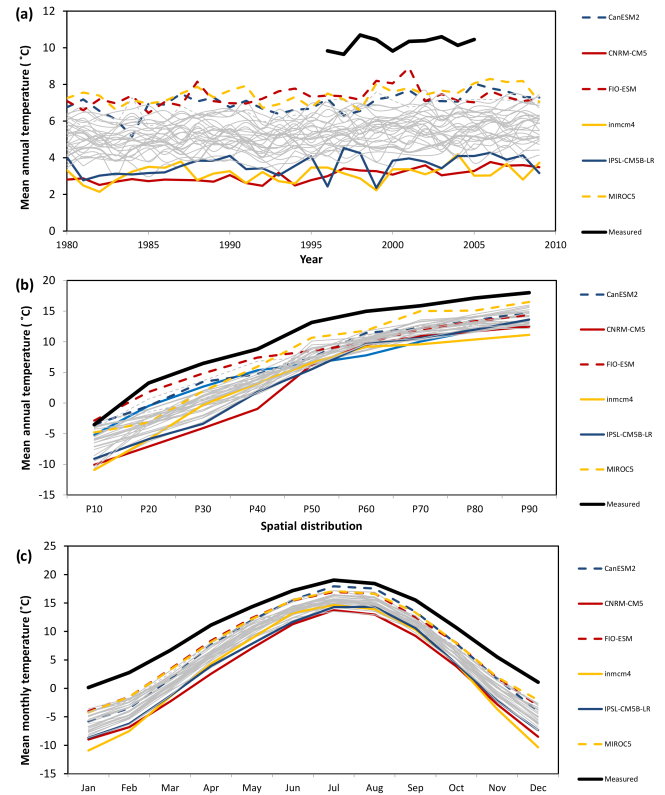 (a)
Mean annual temperature ( ˚C)
12
10
8
6
4
2
0
1980 1985 1990 1995 2000 2005 2010
Year
CanESM2
CNRM-CM5
FIO-ESM
inmcm4
IPSL-CM5B-LR
MIROC5
Measured
(b)
Mean annual temperature ( ˚C)
20
15
10
5
0
-5
-10
-15
P10 P20 P30 P40 P50 P60 P70 P80 P90
Spatial distribution
CanESM2
CNRM-CM5
FIO-ESM
inmcm4
IPSL-CM5B-LR
MIROC5
Measured
(c)
Mean monthly temperature (˚C)
25
20
15
10
5
0
-5
-10
-15
Jan Feb Mar Apr May Jun Jul Aug Sep Oct Nov Dec
CanESM2
CNRM-CM5
FIO-ESM
inmcm4
IPSL-CM5B-LR
MIROC5
Measured